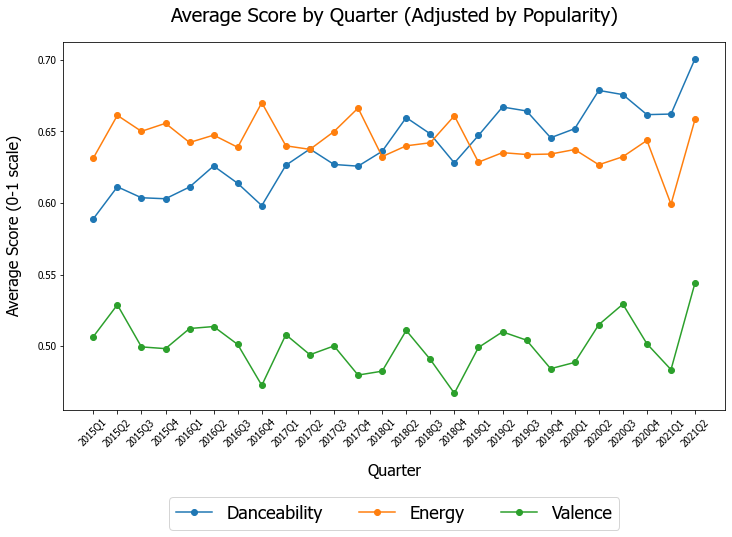 Average Score by Quarter (Adjusted by Popularity)
Average Score (0-1 scale)
0.70
0.65
0.60
0.55
0.50
2015Q1 2015Q2 2015Q3 2015Q4 2016Q1 2016Q2 2016Q3 2016Q4 2017Q1 2017Q2 2017Q3 2017Q4 2018Q1 2018Q2 2018Q3 2018Q4 2019Q1 2019Q2 2019Q3 2019Q4 2020Q1 2020Q2 2020Q3 2020Q4 2021Q1 2021Q2
Quarter
Danceability Energy Valence